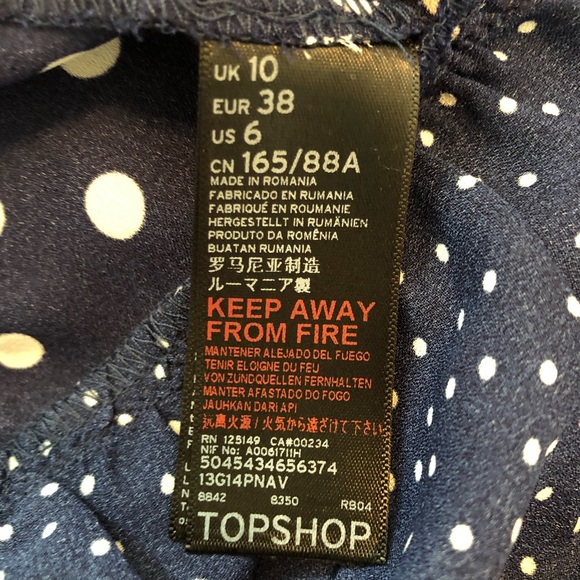 UK 10
EUR 38
US 6
CN 165/88A
MADE IN ROMANIA
FABRICADO EN RUMANIA
FABRIQUÉ EN ROUMANIE
HERGESTELLT IN RUMÄNIEN
PRODUTO DA ROMÊNIA
BUATAN RUMANIA
罗马尼亚制造
ルーマニア製
KEEP AWAY
FROM FIRE
MANTENER ALEJADO DEL FUEGO
TENIR ELOIGNE DU FEU
VON ZUNDQUELLEN FERNHALTEN
MANTER AFASTADO DO FOGO
JAUHKAN DARI API
远离火源 / 火気から遠ざけて下さい
RN 125149 CA#00234
NIF No: A0061711H
5045434656374
13G14PNAV
8842 8350 RB04
TOPSHOP